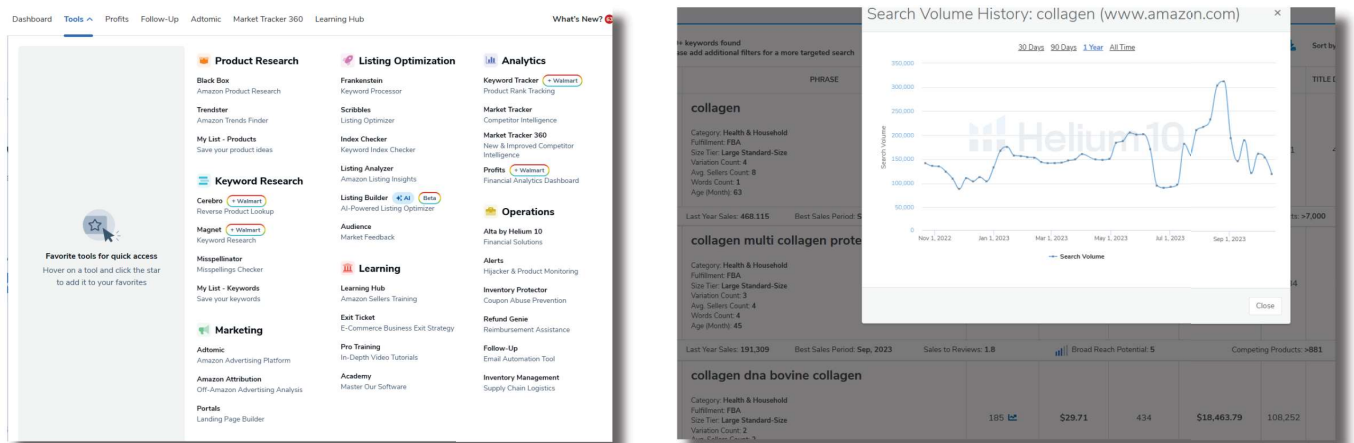 Dashboard Tools Profits Follow-Up Adtomic Market Tracker 360 Learning Hub What's New?
Product Research
Black Box
Amazon Product Research
Trendster
Amazon Trends Finder
My List - Products
Save your product ideas
Keyword Research
Cerebro + Walmart
Reverse Product Lookup
Magnet + Walmart
Keyword Research
Misspellinator
Misspellings Checker
My List - Keywords
Save your keywords
Marketing
Adtomic
Amazon Advertising Platform
Amazon Attribution
Off-Amazon Advertising Analysis
Portals
Landing Page Builder
Listing Optimization
Frankenstein
Keyword Processor
Scribbles
Listing Optimizer
Index Checker
Keyword Index Checker
Listing Analyzer
Amazon Listing Insights
Listing Builder AI Beta
AI-Powered Listing Optimizer
Audience
Market Feedback
Learning
Learning Hub
Amazon Sellers Training
Exit Ticket
E-Commerce Business Exit Strategy
Pro Training
In-Depth Video Tutorials
Academy
Master Our Software
Analytics
Keyword Tracker + Walmart
Product Rank Tracking
Market Tracker
Competitor Intelligence
Market Tracker 360
New & Improved Competitor
Intelligence
Profits + Walmart
Financial Analytics Dashboard
Operations
Alta by Helium 10
Financial Solutions
Alerts
Hijacker & Product Monitoring
Inventory Protector
Coupon Abuse Prevention
Refund Genie
Reimbursement Assistance
Follow-Up
Email Automation Tool
Inventory Management
Supply Chain Logistics
Favorite tools for quick access
Hover on a tool and click the star
to add it to your favorites
Search Volume History: collagen (www.amazon.com) ×
30 Days 90 Days 1 Year All Time
350,000
300,000
250,000
200,000
150,000
100,000
50,000
0
Search Volume
Helium 10
Nov 1, 2022 Jan 1, 2023 Mar 1, 2023 May 1, 2023 Jul 1, 2023 Sep 1, 2023
Search Volume
Close
keywords found
add additional filters for a more targeted search
Sort by
PHRASE
TITLE
collagen
Category: Health & Household
Fulfillment: FBA
Size Tier: Large Standard-Size
Variation Count: 4
Avg. Sellers Count: 8
Words Count: 1
Age (Month): 63
Last Year Sales: 468.115 Best Sales Period: >7,000
collagen multi collagen prote
Category: Health & Household
Fulfillment: FBA
Size Tier: Large Standard-Size
Variation Count: 3
Avg. Sellers Count: 4
Words Count: 4
Age (Month): 45
Last Year Sales: 191,309 Best Sales Period: Sep, 2023 Sales to Reviews: 1.8 Broad Reach Potential: 5 Competing Products: >881
collagen dna bovine collagen
Category: Health & Household
Fulfillment: FBA
Size Tier: Large Standard-Size
Variation Count: 2
185 $29.71 434 $18,463.79 108,252